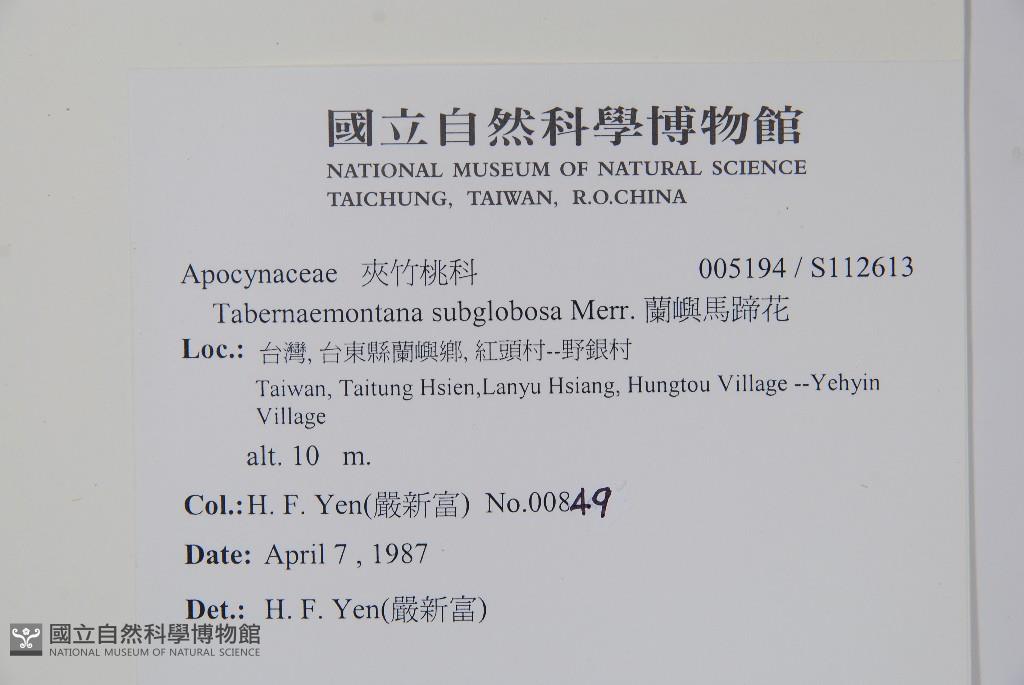 國立自然科學博物館
NATIONAL MUSEUM OF NATURAL SCIENCE
TAICHUNG, TAIWAN, R.O.CHINA
Apocynaceae 夾竹桃科 005194 / S112613
Tabernaemontana subglobosa Merr. 蘭嶼馬蹄花
Loc.: 台灣, 台東縣蘭嶼鄉, 紅頭村--野銀村
Taiwan, Taitung Hsien,Lanyu Hsiang, Hungtou Village --Yehyin
Village
alt. 10 m.
Col.: H. F. Yen(嚴新富) No.00849
Date: April 7 , 1987
Det.: H. F. Yen(嚴新富)
國立自然科學博物館
NATIONAL MUSEUM OF NATURAL SCIENCE